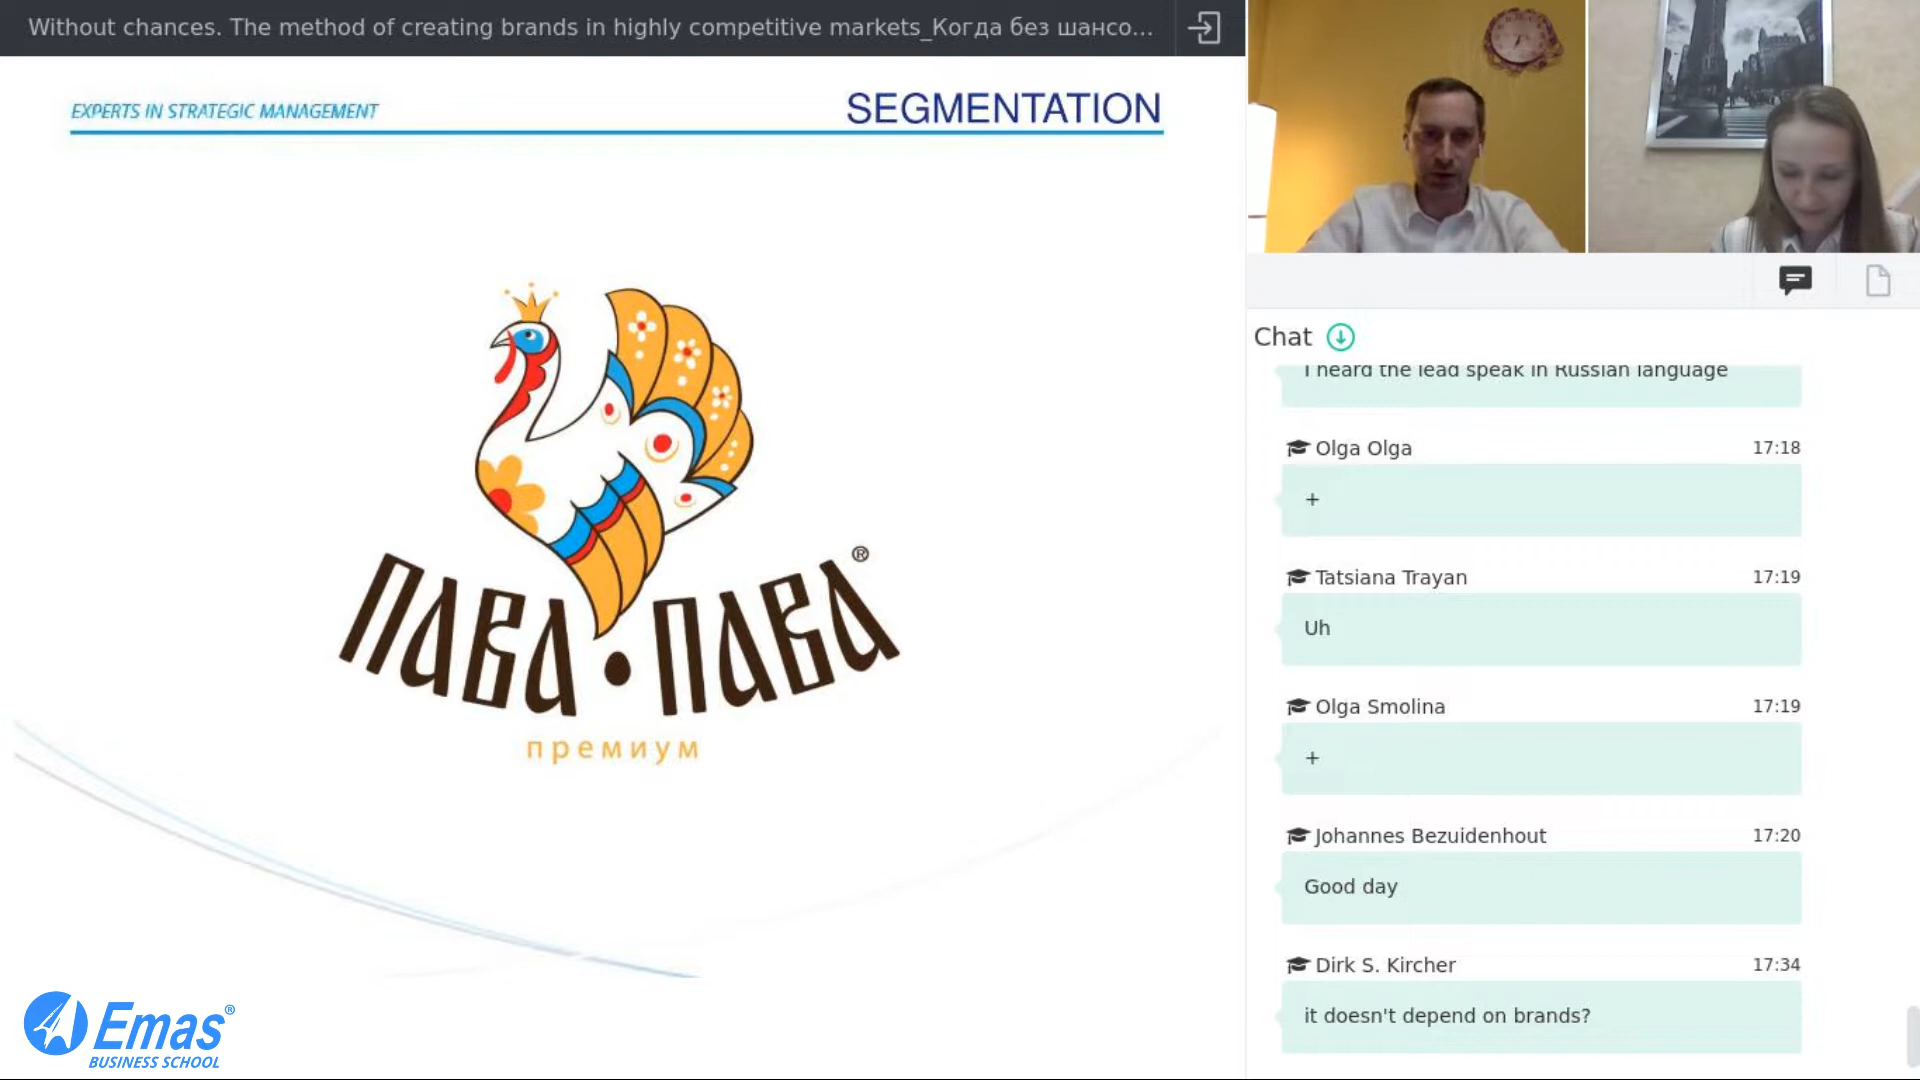 Without chances. The method of creating brands in highly competitive markets_Когда без шансо...
EXPERTS IN STRATEGIC MANAGEMENT
SEGMENTATION
ПАВА • ПАВА®
премиум
Emas®
BUSINESS SCHOOL
Chat
I heard the lead speak in Russian language
Olga Olga 17:18
+
Tatsiana Trayan 17:19
Uh
Olga Smolina 17:19
+
Johannes Bezuidenhout 17:20
Good day
Dirk S. Kircher 17:34
it doesn't depend on brands?